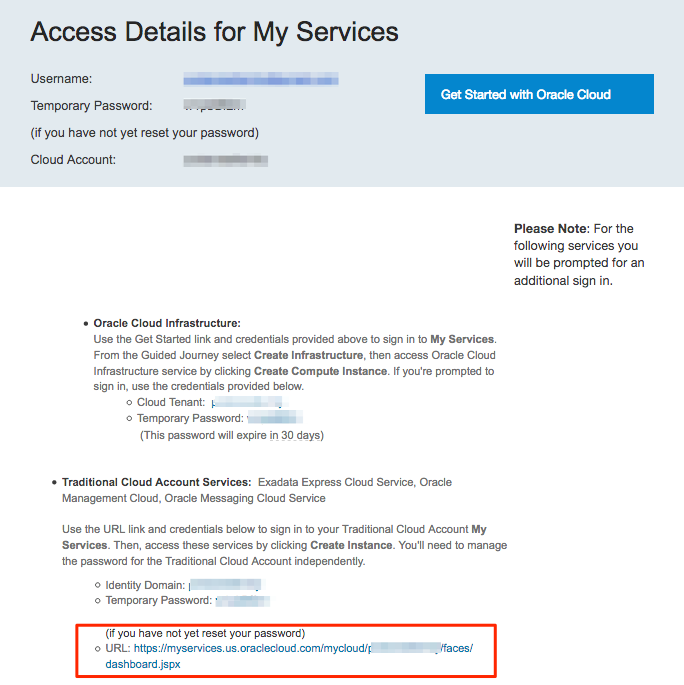 Access Details for My Services
Username:
Get Started with Oracle Cloud
Temporary Password:
(if you have not yet reset your password)
Cloud Account:
Please Note: For the
following services you
will be prompted for an
additional sign in.
• Oracle Cloud Infrastructure:
Use the Get Started link and credentials provided above to sign in to My Services.
From the Guided Journey select Create Infrastructure, then access Oracle Cloud
Infrastructure service by clicking Create Compute Instance. If you're prompted to
sign in, use the credentials provided below.
○ Cloud Tenant:
○ Temporary Password:
(This password will expire in 30 days)
• Traditional Cloud Account Services: Exadata Express Cloud Service, Oracle
Management Cloud, Oracle Messaging Cloud Service
Use the URL link and credentials below to sign in to your Traditional Cloud Account My
Services. Then, access these services by clicking Create Instance. You'll need to manage
the password for the Traditional Cloud Account independently.
○ Identity Domain:
○ Temporary Password:
(if you have not yet reset your password)
○ URL: https://myservices.us.oraclecloud.com/mycloud/p /faces/
dashboard.jspx